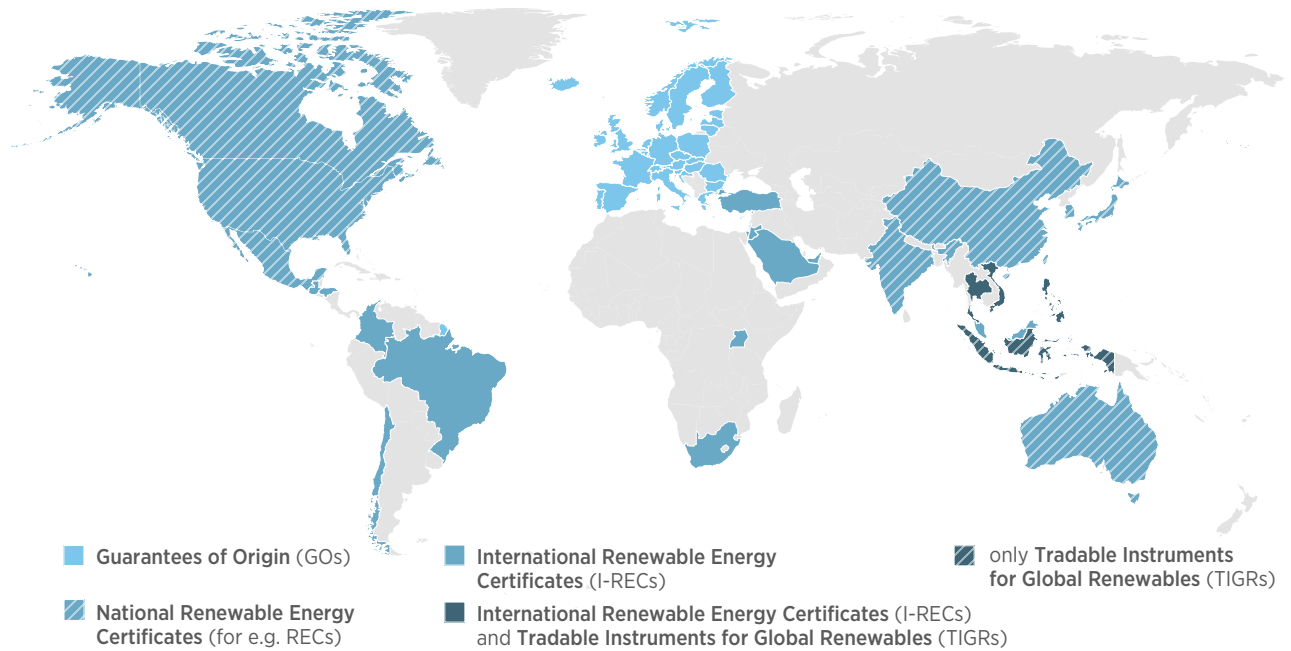 Guarantees of Origin (GOs)
National Renewable Energy
Certificates (for e.g. RECs)
International Renewable Energy
Certificates (I-RECs)
International Renewable Energy Certificates (I-RECs)
and Tradable Instruments for Global Renewables (TIGRs)
only Tradable Instruments
for Global Renewables (TIGRs)